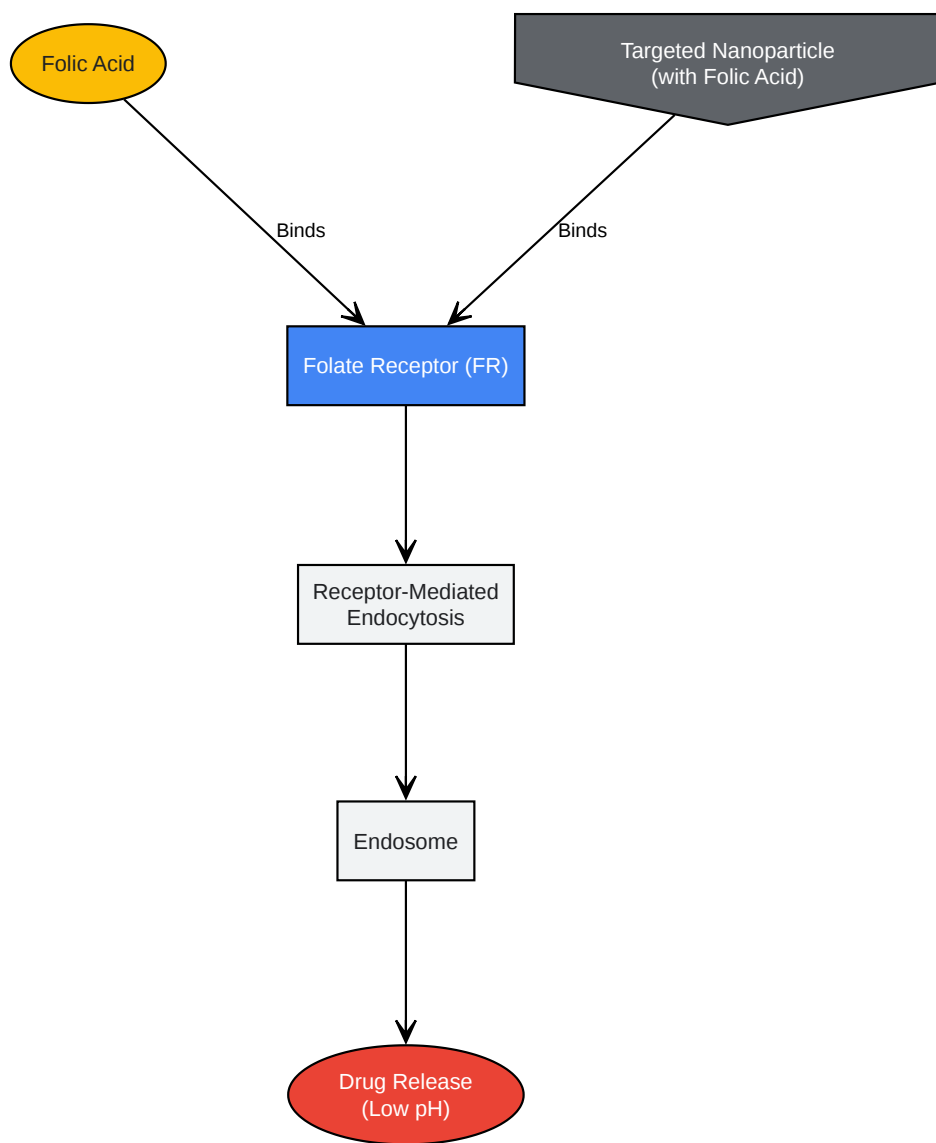 Folic Acid
Targeted Nanoparticle
(with Folic Acid)
Binds
Binds
Folate Receptor (FR)
Receptor-Mediated
Endocytosis
Endosome
Drug Release
(Low pH)